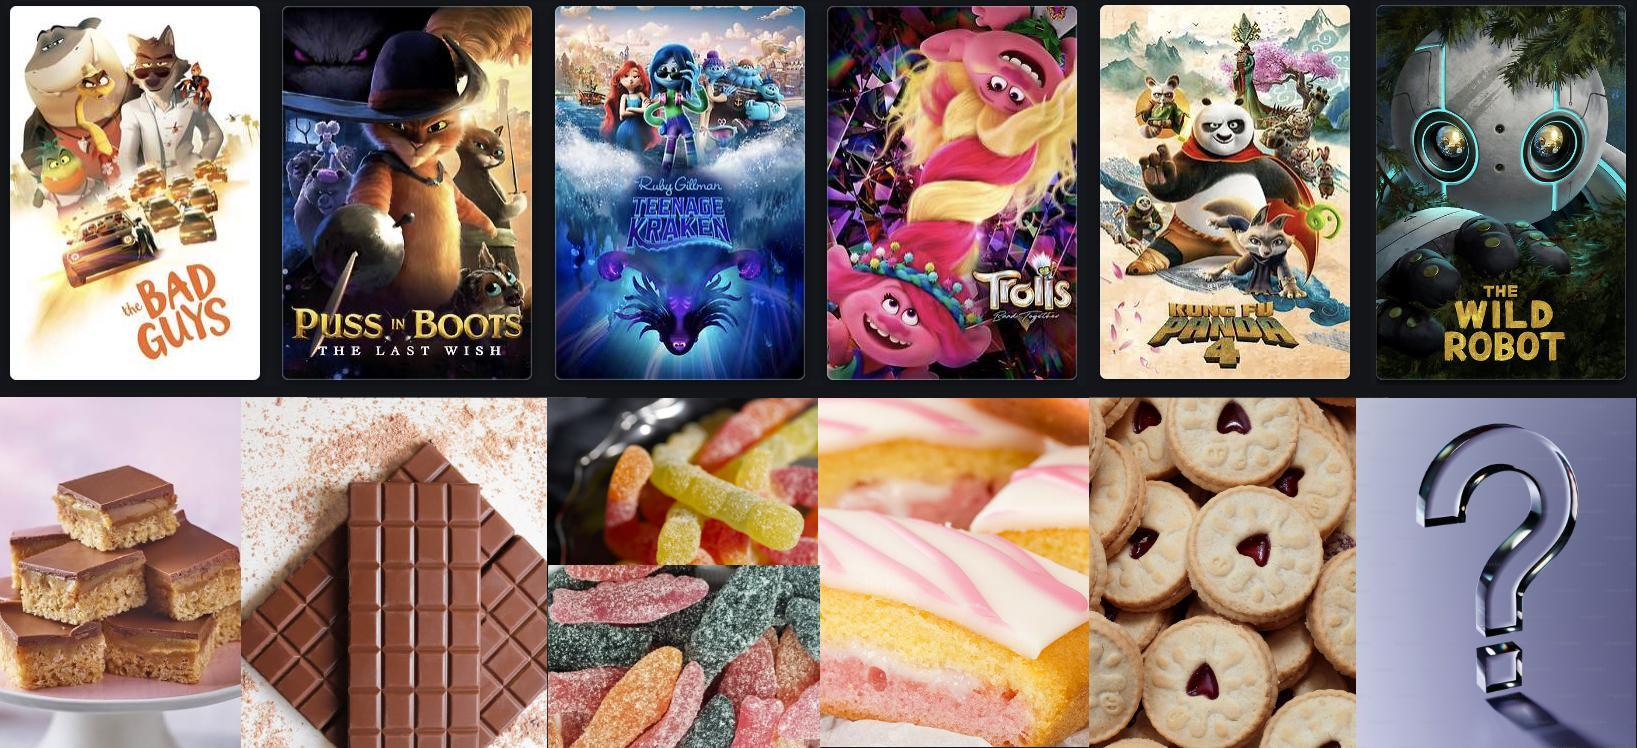 the BAD
GUYS
PUSS IN BOOTS
THE LAST WISH
Ruby Gillman
TEENAGE
KRAKEN
Trolls
Band Together
KUNG FU
PANDA
4
THE
WILD
ROBOT
?